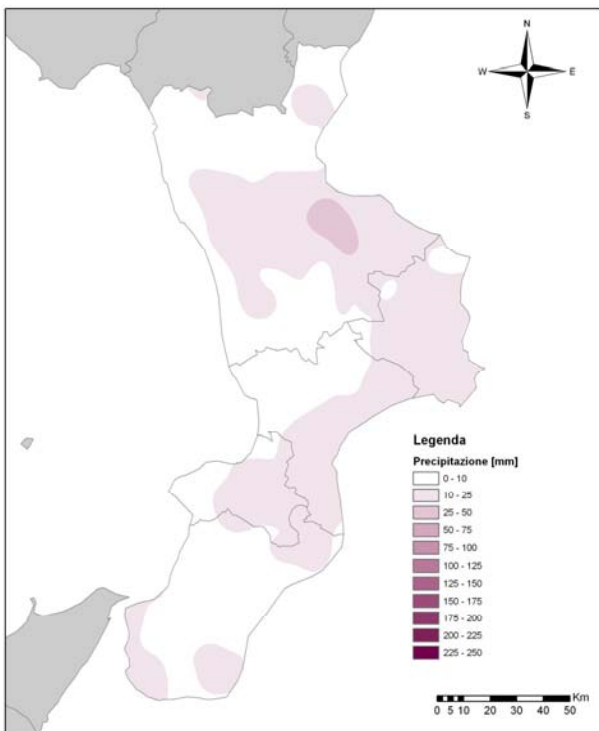 N
W E
S
Legenda
Precipitazione [mm]
0 - 10
10 - 25
25 - 50
50 - 75
75 - 100
100 - 125
125 - 150
150 - 175
175 - 200
200 - 225
225 - 250
Km
0 5 10 20 30 40 50